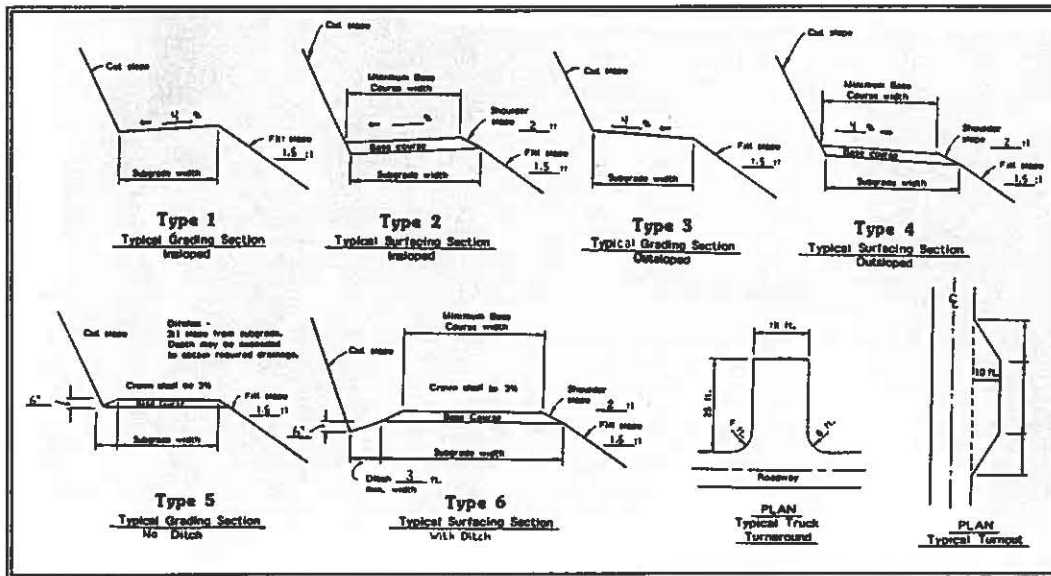 Cut slope
Cut slope
4 %
Fill slope
1.5 :1
Subgrade width
Type 1
Typical Grading Section
Insloped
Cut slope
Minimum Base
Course width
%
Shoulder
slope 2
Base course
Fill slope
1.5
Subgrade width
Type 2
Typical Surfacing Section
Insloped
Cut slope
4 %
Fill slope
1.5
Subgrade width
Type 3
Typical Grading Section
Outsloped
Cut slope
Minimum Base
Course width
4 %
Shoulder
slope 2
Base course
Fill slope
1.5 :1
Subgrade width
Type 4
Typical Surfacing Section
Outsloped
Cut slope
Ditches -
slope from subgrade.
Depth may be
to obtain required drainage.
6"
Crown shall be 3%
Fill slope
1.5 :1
Subgrade width
Type 5
Typical Grading Section
No Ditch
Cut slope
Minimum Base
Course width
Crown shall be 3%
Shoulder
slope
2 :1
Base Course
Fill slope
1.5 :1
6"
Subgrade width
Ditch 3 ft.
min. width
Type 6
Typical Surfacing Section
With Ditch
ft.
ft.
Roadway
PLAN
Typical Truck
Turnaround
10 ft.
PLAN
Typical Turnout